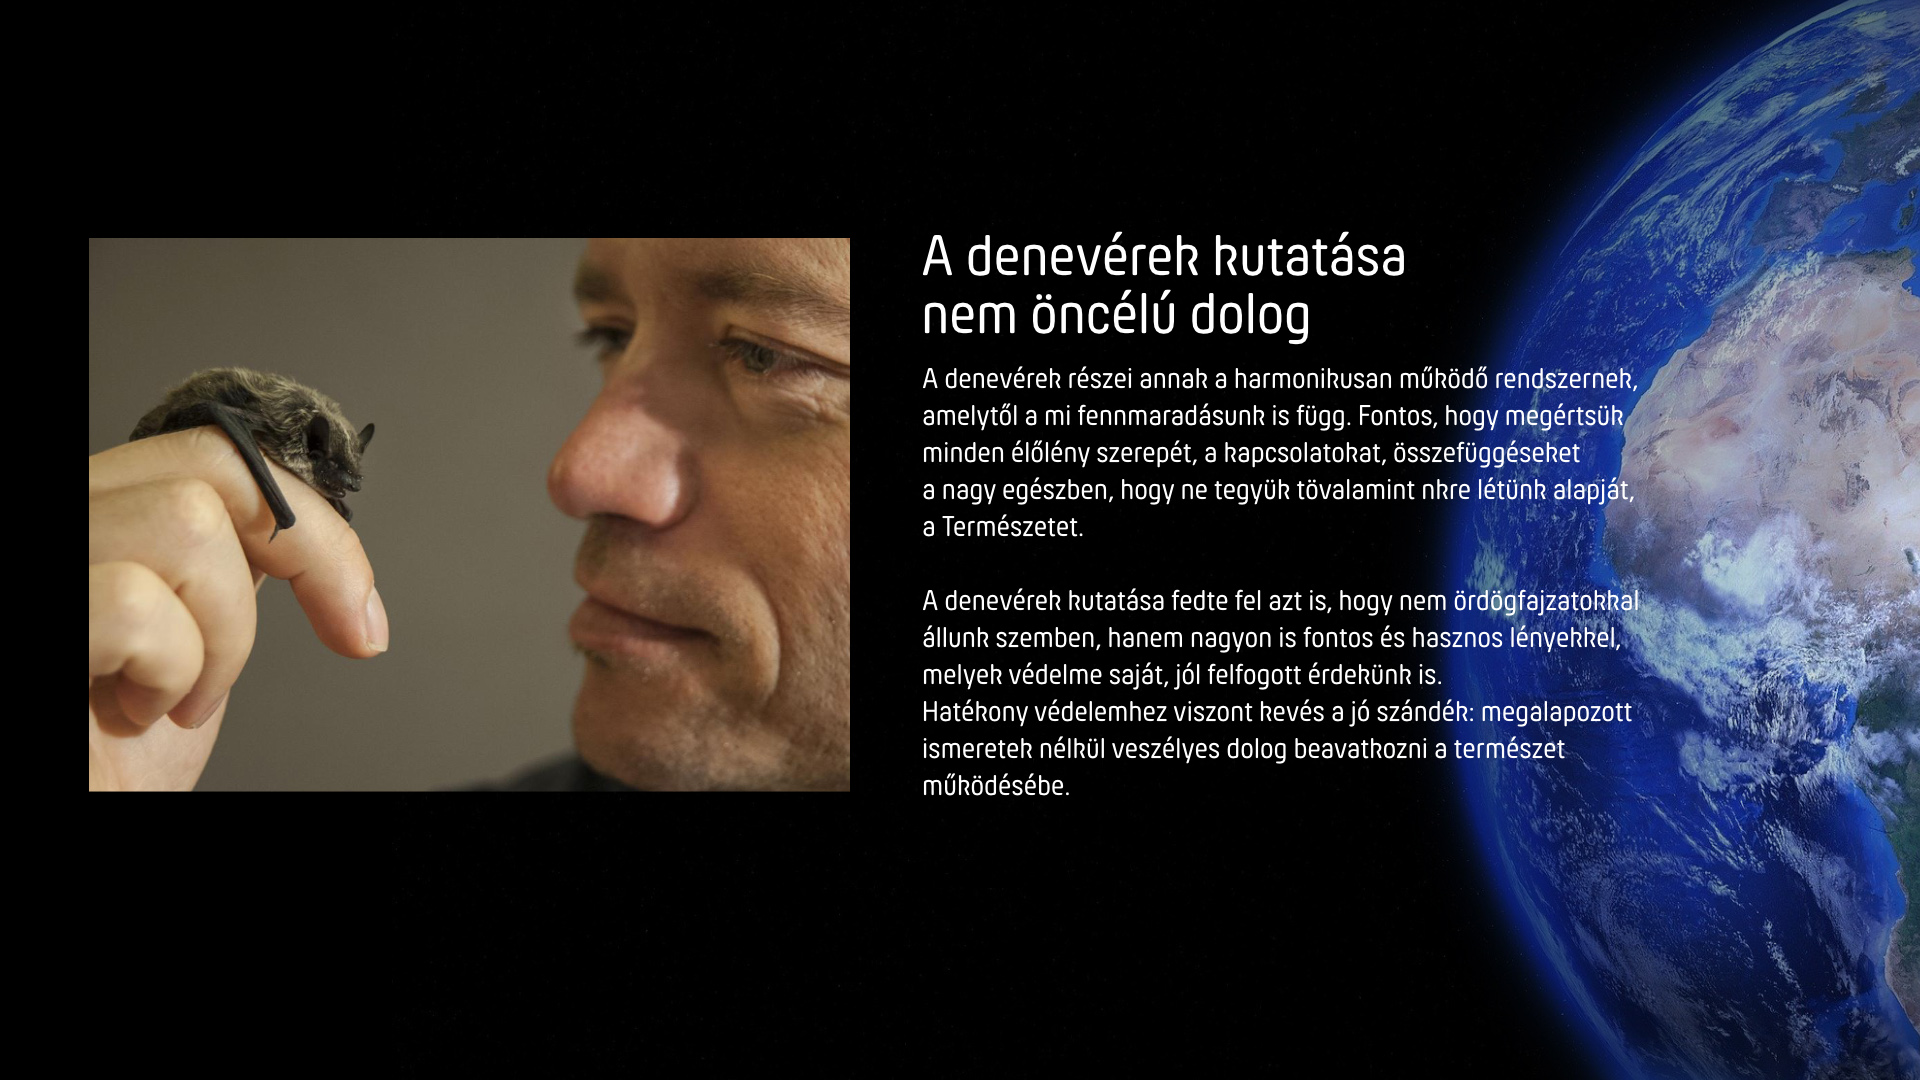 A denevérek kutatása
nem öncélú dolog
A denevérek részei annak a harmonikusan működő rendszernek,
amelytől a mi fennmaradásunk is függ. Fontos, hogy megértsük
minden élőlény szerepét, a kapcsolatokat, összefüggéseket
a nagy egészben, hogy ne tegyük tövalamint nkre létünk alapját,
a Természetet.
A denevérek kutatása fedte fel azt is, hogy nem ördögfajzatokkal
állunk szemben, hanem nagyon is fontos és hasznos lényekkel,
melyek védelme saját, jól felfogott érdekünk is.
Hatékony védelemhez viszont kevés a jó szándék: megalapozott
ismeretek nélkül veszélyes dolog beavatkozni a természet
működésébe.